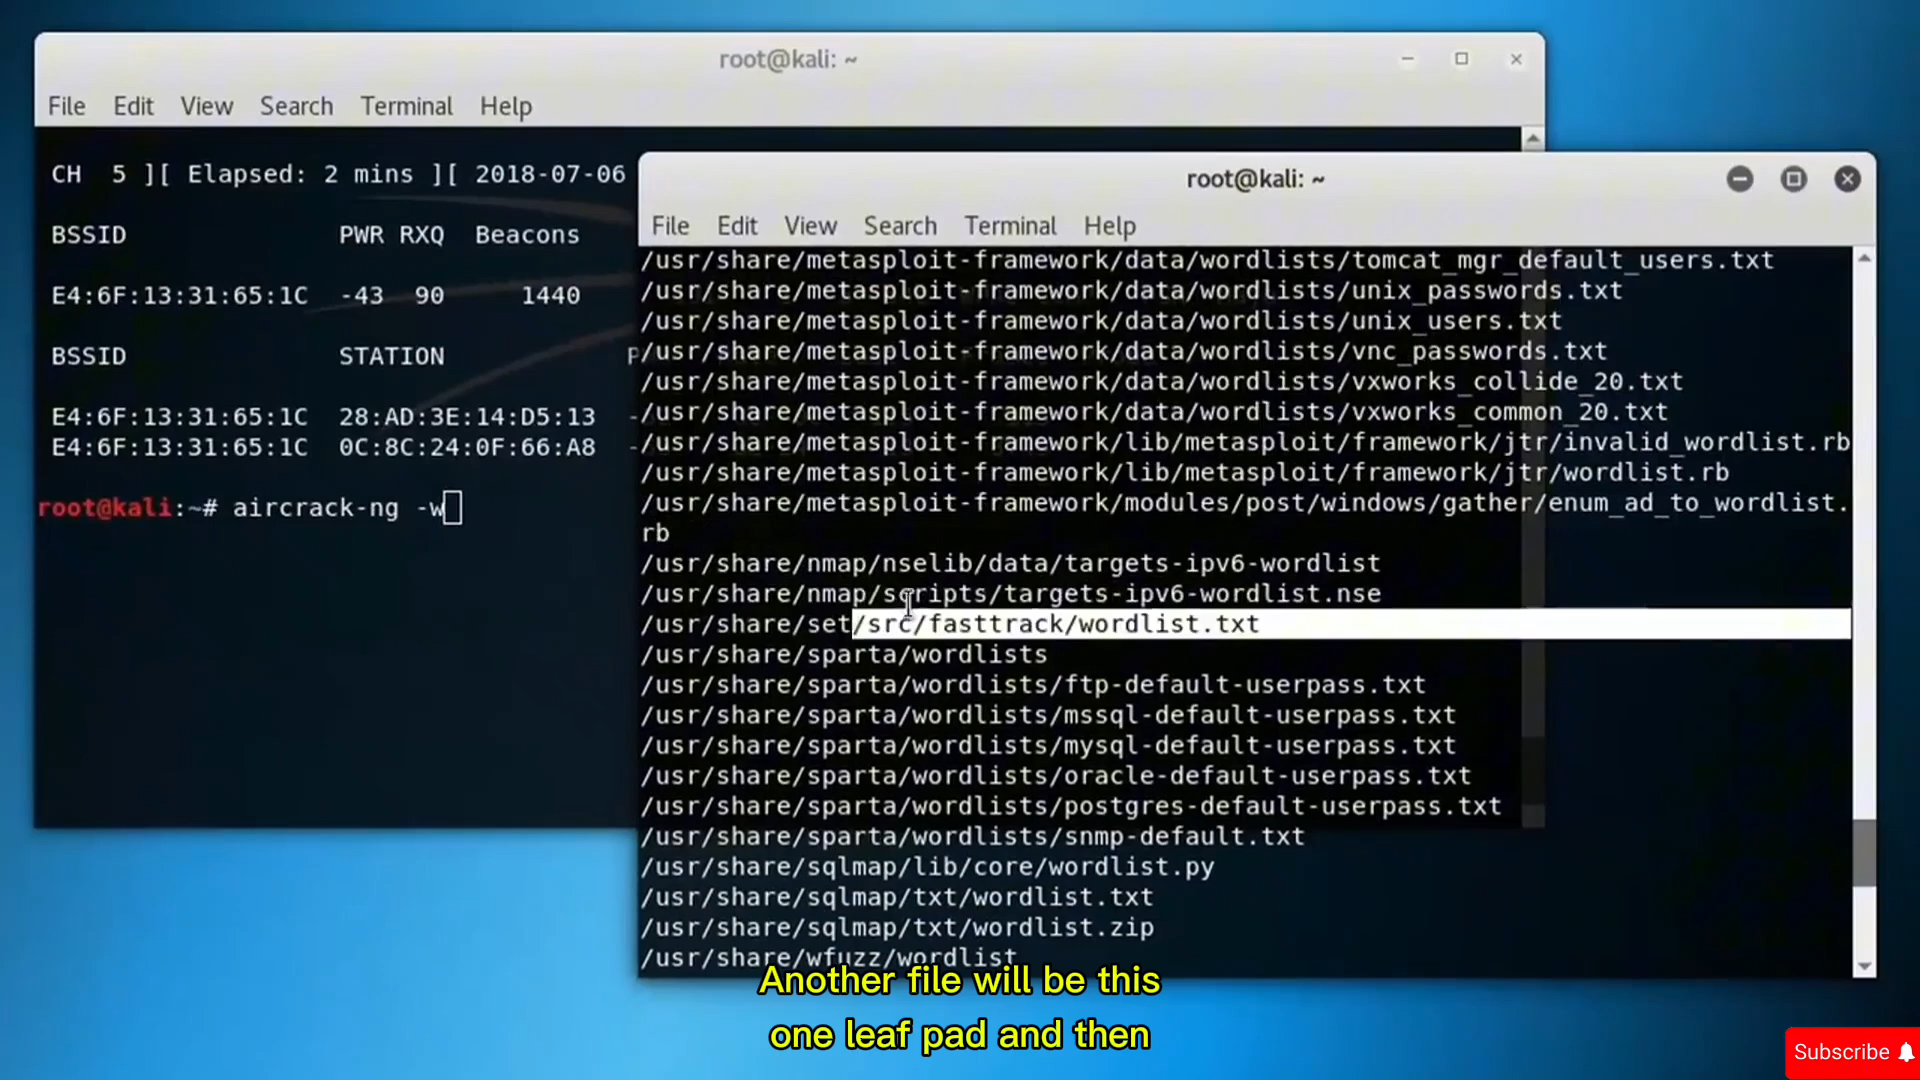 root@kali: ~
File Edit View Search Terminal Help
CH 5 ][ Elapsed: 2 mins ][ 2018-07-06
BSSID PWR RXQ Beacons
E4:6F:13:31:65:1C -43 90 1440
BSSID STATION P
E4:6F:13:31:65:1C 28:AD:3E:14:D5:13 -
E4:6F:13:31:65:1C 0C:8C:24:0F:66:A8 -
root@kali:~# aircrack-ng -w
root@kali: ~
File Edit View Search Terminal Help
/usr/share/metasploit-framework/data/wordlists/tomcat_mgr_default_users.txt
/usr/share/metasploit-framework/data/wordlists/unix_passwords.txt
/usr/share/metasploit-framework/data/wordlists/unix_users.txt
/usr/share/metasploit-framework/data/wordlists/vnc_passwords.txt
/usr/share/metasploit-framework/data/wordlists/vxworks_collide_20.txt
/usr/share/metasploit-framework/data/wordlists/vxworks_common_20.txt
/usr/share/metasploit-framework/lib/metasploit/framework/jtr/invalid_wordlist.rb
/usr/share/metasploit-framework/lib/metasploit/framework/jtr/wordlist.rb
/usr/share/metasploit-framework/modules/post/windows/gather/enum_ad_to_wordlist.
rb
/usr/share/nmap/nselib/data/targets-ipv6-wordlist
/usr/share/nmap/scripts/targets-ipv6-wordlist.nse
/usr/share/set/src/fasttrack/wordlist.txt
/usr/share/sparta/wordlists
/usr/share/sparta/wordlists/ftp-default-userpass.txt
/usr/share/sparta/wordlists/mssql-default-userpass.txt
/usr/share/sparta/wordlists/mysql-default-userpass.txt
/usr/share/sparta/wordlists/oracle-default-userpass.txt
/usr/share/sparta/wordlists/postgres-default-userpass.txt
/usr/share/sparta/wordlists/snmp-default.txt
/usr/share/sqlmap/lib/core/wordlist.py
/usr/share/sqlmap/txt/wordlist.txt
/usr/share/sqlmap/txt/wordlist.zip
/usr/share/wfuzz/wordlist
Another file will be this
one leaf pad and then
Subscribe